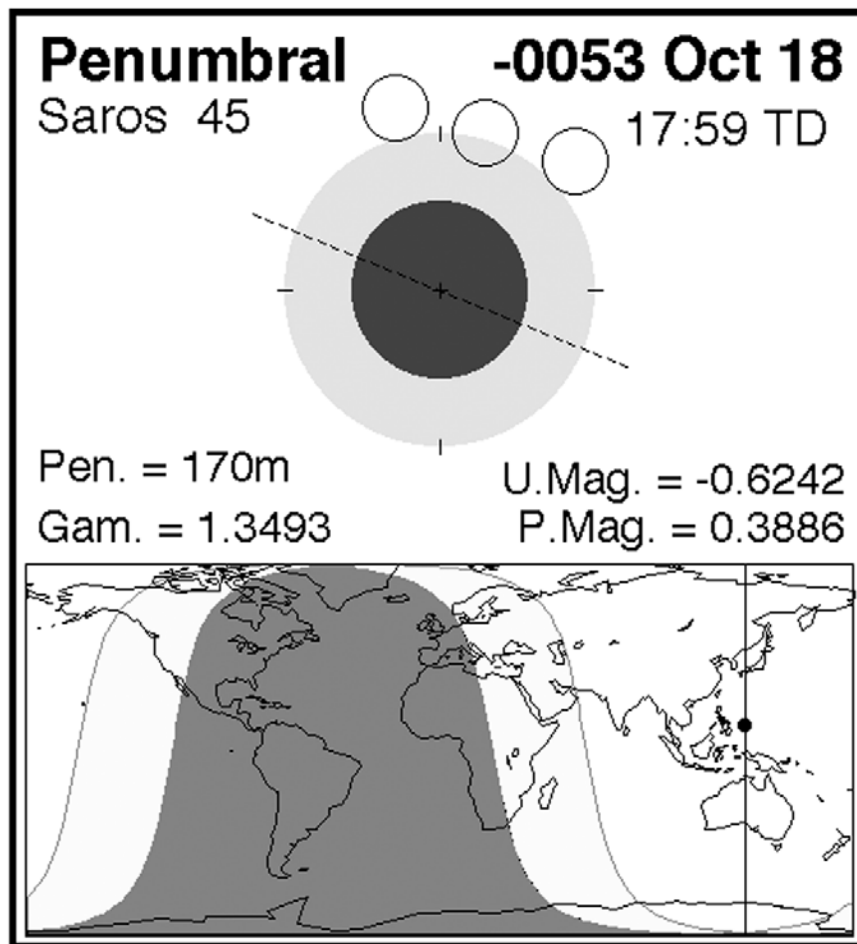 Penumbral -0053 Oct 18
Saros 45 17:59 TD
Pen. = 170m U.Mag. = -0.6242
Gam. = 1.3493 P.Mag. = 0.3886